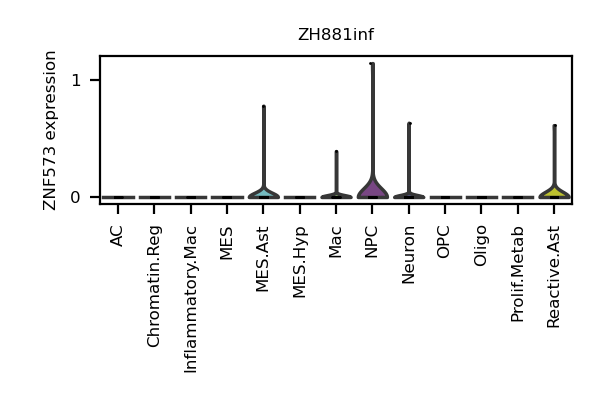 ZH881inf
ZNF573 expression
1
0
AC
Chromatin.Reg
Inflammatory.Mac
MES
MES.Ast
MES.Hyp
Mac
NPC
Neuron
OPC
Oligo
Prolif.Metab
Reactive.Ast